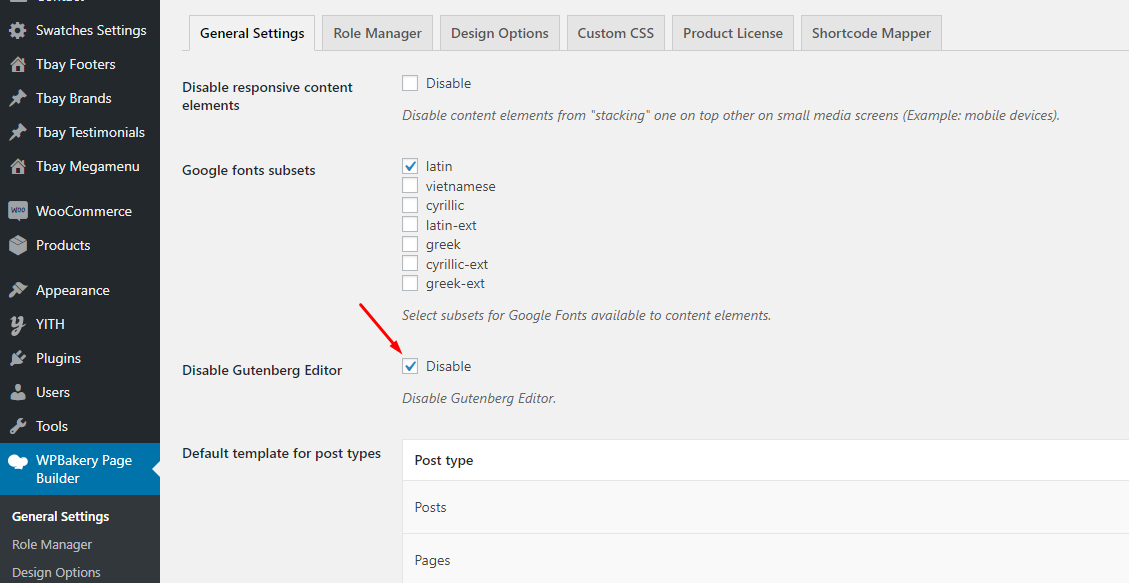 Contact
Swatches Settings
Tbay Footers
Tbay Brands
Tbay Testimonials
Tbay Megamenu
Woo
WooCommerce
Products
Appearance
YITH
Plugins
Users
Tools
WPBakery Page
Builder
General Settings
Role Manager
Design Options
General Settings
Role Manager
Design Options
Custom CSS
Product License
Shortcode Mapper
Disable responsive content
elements
Disable
Disable content elements from "stacking" one on top other on small media screens (Example: mobile devices).
Google fonts subsets
latin
vietnamese
cyrillic
latin-ext
greek
cyrillic-ext
greek-ext
Select subsets for Google Fonts available to content elements.
Disable Gutenberg Editor
Disable
Disable Gutenberg Editor.
Default template for post types
Post type
Posts
Pages